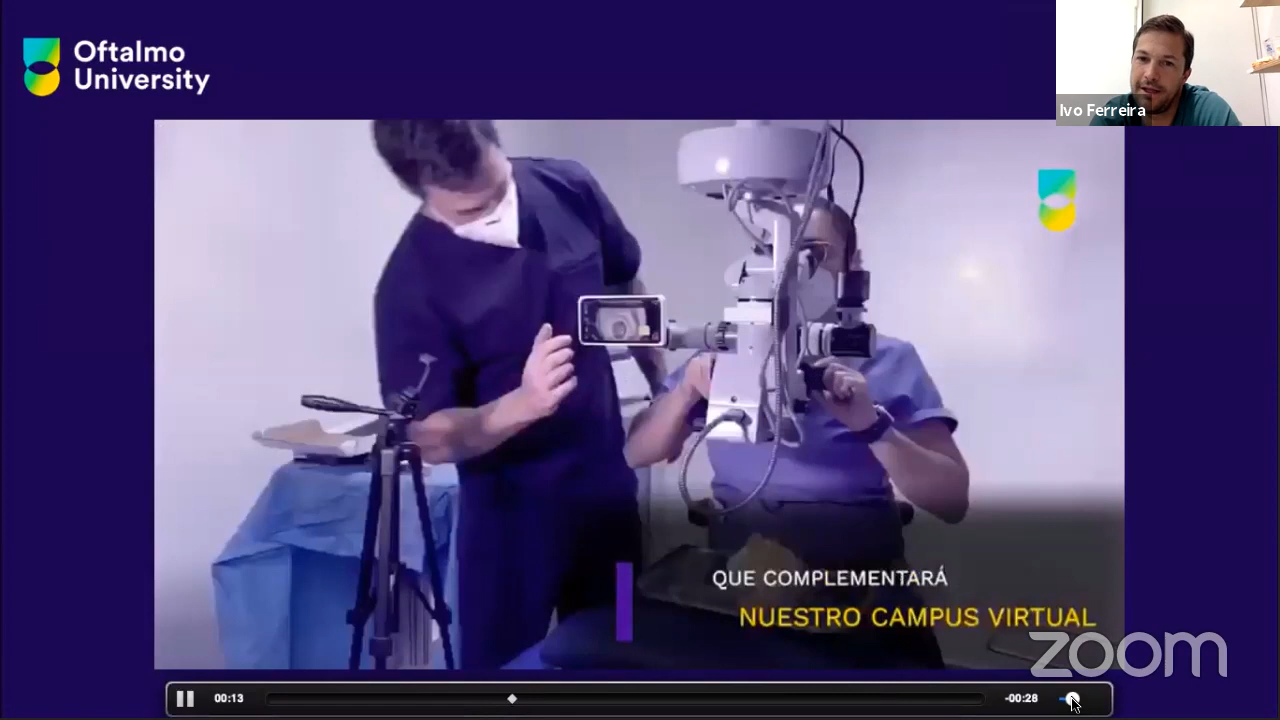 Oftalmo
University
Ivo Ferreira
QUE COMPLEMENTARÁ
NUESTRO CAMPUS VIRTUAL
zoom
00:13
-00:28